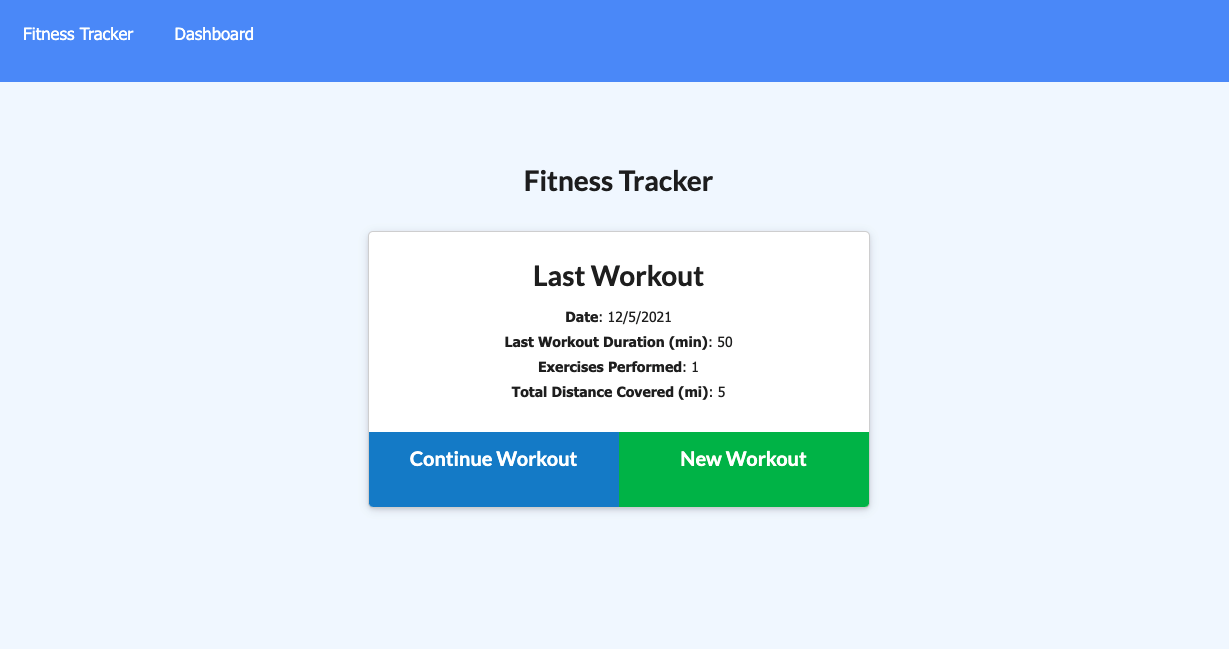 Fitness Tracker Dashboard
Fitness Tracker
Last Workout
Date: 12/5/2021
Last Workout Duration (min): 50
Exercises Performed: 1
Total Distance Covered (mi): 5
Continue Workout New Workout